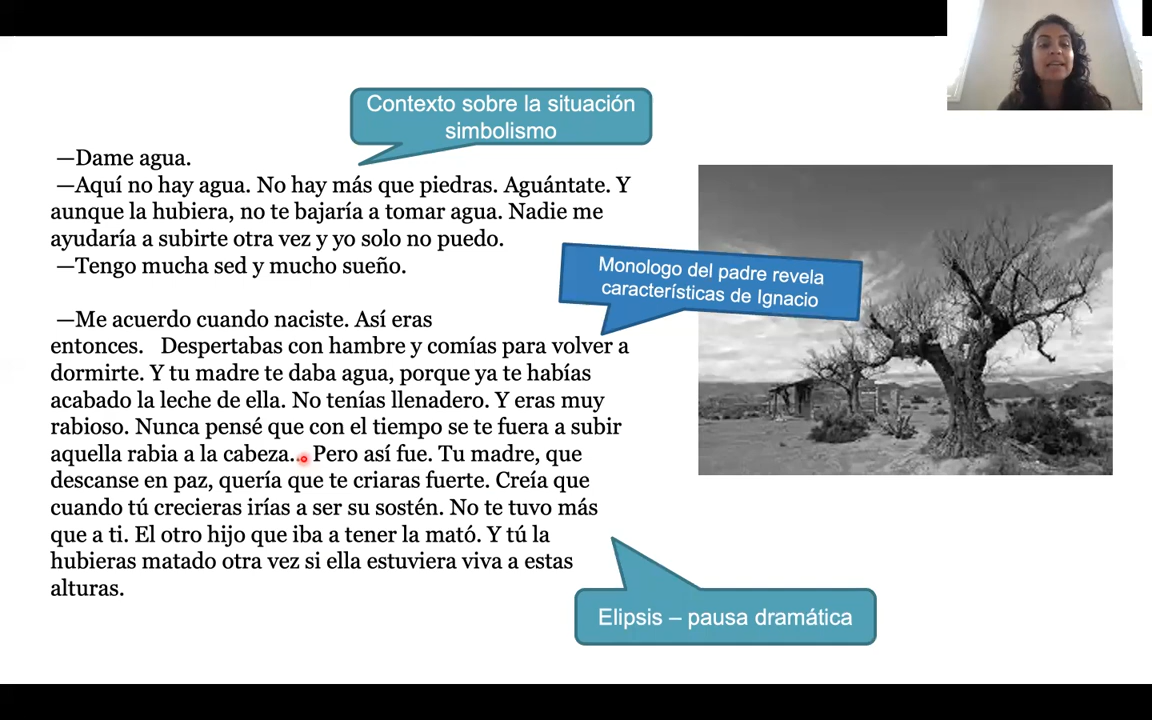 Contexto sobre la situación
simbolismo
—Dame agua.
—Aquí no hay agua. No hay más que piedras. Aguántate. Y
aunque la hubiera, no te bajaría a tomar agua. Nadie me
ayudaría a subirte otra vez y yo solo no puedo.
—Tengo mucha sed y mucho sueño.
Monologo del padre revela
características de Ignacio
—Me acuerdo cuando naciste. Así eras
entonces. Despertabas con hambre y comías para volver a
dormirte. Y tu madre te daba agua, porque ya te habías
acabado la leche de ella. No tenías llenadero. Y eras muy
rabioso. Nunca pensé que con el tiempo se te fuera a subir
aquella rabia a la cabeza... Pero así fue. Tu madre, que
descanse en paz, quería que te criaras fuerte. Creía que
cuando tú crecieras irías a ser su sostén. No te tuvo más
que a ti. El otro hijo que iba a tener la mató. Y tú la
hubieras matado otra vez si ella estuviera viva a estas
alturas.
Elipsis – pausa dramática